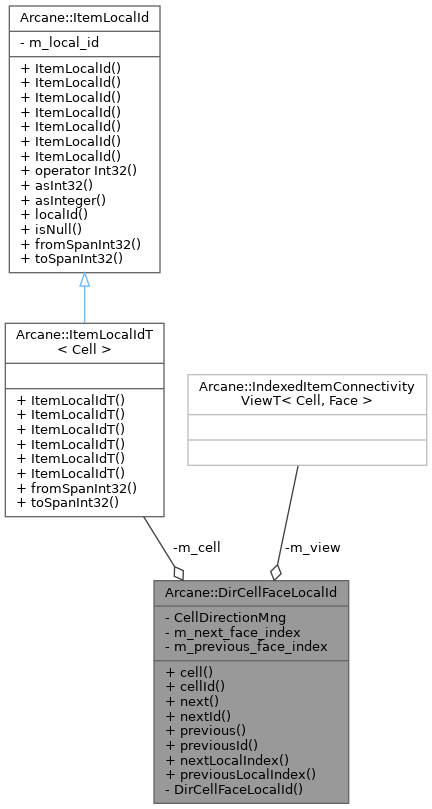 Arcane::ItemLocalId
- m_local_id
+ ItemLocalId()
+ ItemLocalId()
+ ItemLocalId()
+ ItemLocalId()
+ ItemLocalId()
+ ItemLocalId()
+ ItemLocalId()
+ operator Int32()
+ asInt32()
+ asInteger()
+ localId()
+ isNull()
+ fromSpanInt32()
+ toSpanInt32()
Arcane::ItemLocalIdT
< Cell >
+ ItemLocalIdT()
+ ItemLocalIdT()
+ ItemLocalIdT()
+ ItemLocalIdT()
+ ItemLocalIdT()
+ ItemLocalIdT()
+ fromSpanInt32()
+ toSpanInt32()
Arcane::IndexedItemConnectivity
ViewT< Cell, Face >
-m_cell
-m_view
Arcane::DirCellFaceLocalId
- CellDirectionMng
- m_next_face_index
- m_previous_face_index
+ cell()
+ cellId()
+ next()
+ nextId()
+ previous()
+ previousId()
+ nextLocalIndex()
+ previousLocalIndex()
- DirCellFaceLocalId()